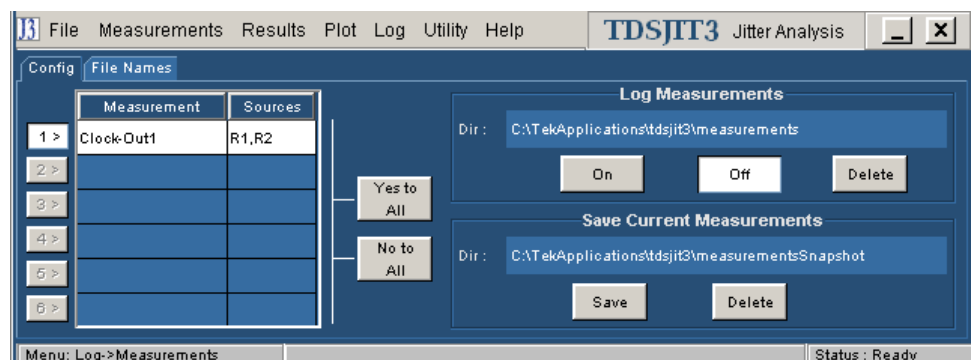 J3 File Measurements Results Plot Log Utility Help TDSJIT3 Jitter Analysis
Config File Names
Measurement Sources
1 > Clock-Out1 R1,R2
2 >
3 >
4 >
5 >
6 >
Yes to
All
No to
All
Log Measurements
Dir : C:\TekApplications\tdsjit3\measurements
On Off Delete
Save Current Measurements
Dir : C:\TekApplications\tdsjit3\measurementsSnapshot
Save Delete
Menu: Log->Measurements Status : Ready